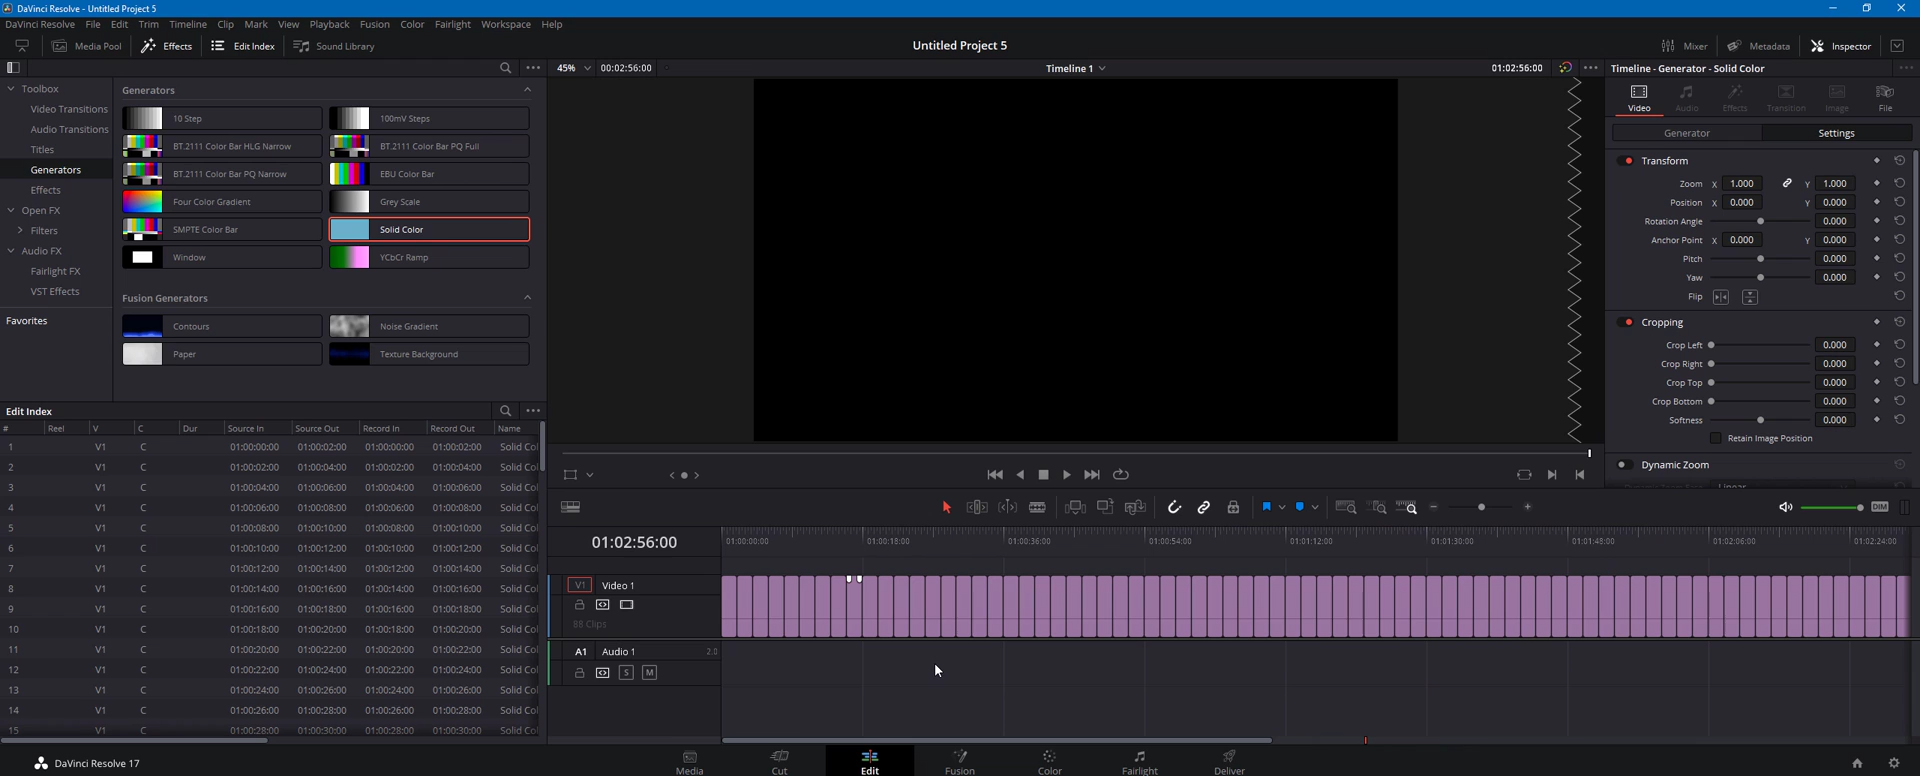 DaVinci Resolve - Untitled Project 5
DaVinci Resolve File Edit Trim Timeline Clip Mark View Playback Fusion Color Fairlight Workspace Help
Media Pool Effects Edit Index Sound Library Untitled Project 5 Mixer Metadata Inspector
45% 00:02:56:00 Timeline 1 01:02:56:00 Timeline - Generator - Solid Color
Toolbox
Video Transitions
Audio Transitions
Titles
Generators
Effects
Open FX
Filters
Audio FX
Fairlight FX
VST Effects
Favorites
Generators
10 Step 100mV Steps
BT.2111 Color Bar HLG Narrow BT.2111 Color Bar PQ Full
BT.2111 Color Bar PQ Narrow EBU Color Bar
Four Color Gradient Grey Scale
SMPTE Color Bar Solid Color
Window YCbCr Ramp
Fusion Generators
Contours Noise Gradient
Paper Texture Background
Video Audio Effects Transition Image File
Generator Settings
Transform
Zoom X 1.000 Y 1.000
Position X 0.000 Y 0.000
Rotation Angle 0.000
Anchor Point X 0.000 Y 0.000
Pitch 0.000
Yaw 0.000
Flip
Cropping
Crop Left 0.000
Crop Right 0.000
Crop Top 0.000
Crop Bottom 0.000
Softness 0.000
Retain Image Position
Dynamic Zoom
Edit Index
# Reel V C Dur Source In Source Out Record In Record Out Name
1 V1 C 01:00:00:00 01:00:02:00 01:00:00:00 01:00:02:00 Solid Col
2 V1 C 01:00:02:00 01:00:04:00 01:00:02:00 01:00:04:00 Solid Col
3 V1 C 01:00:04:00 01:00:06:00 01:00:04:00 01:00:06:00 Solid Col
4 V1 C 01:00:06:00 01:00:08:00 01:00:06:00 01:00:08:00 Solid Col
5 V1 C 01:00:08:00 01:00:10:00 01:00:08:00 01:00:10:00 Solid Col
6 V1 C 01:00:10:00 01:00:12:00 01:00:10:00 01:00:12:00 Solid Col
7 V1 C 01:00:12:00 01:00:14:00 01:00:12:00 01:00:14:00 Solid Col
8 V1 C 01:00:14:00 01:00:16:00 01:00:14:00 01:00:16:00 Solid Col
9 V1 C 01:00:16:00 01:00:18:00 01:00:16:00 01:00:18:00 Solid Col
10 V1 C 01:00:18:00 01:00:20:00 01:00:18:00 01:00:20:00 Solid Col
11 V1 C 01:00:20:00 01:00:22:00 01:00:20:00 01:00:22:00 Solid Col
12 V1 C 01:00:22:00 01:00:24:00 01:00:22:00 01:00:24:00 Solid Col
13 V1 C 01:00:24:00 01:00:26:00 01:00:24:00 01:00:26:00 Solid Col
14 V1 C 01:00:26:00 01:00:28:00 01:00:26:00 01:00:28:00 Solid Col
15 V1 C 01:00:28:00 01:00:30:00 01:00:28:00 01:00:30:00 Solid Col
DIM
01:02:56:00 01:00:00:00 01:00:18:00 01:00:36:00 01:00:54:00 01:01:12:00 01:01:30:00 01:01:48:00 01:02:06:00 01:02:24:00
V1 Video 1
88 Clips
A1 Audio 1 2.0
S M
DaVinci Resolve 17 Media Cut Edit Fusion Color Fairlight Deliver